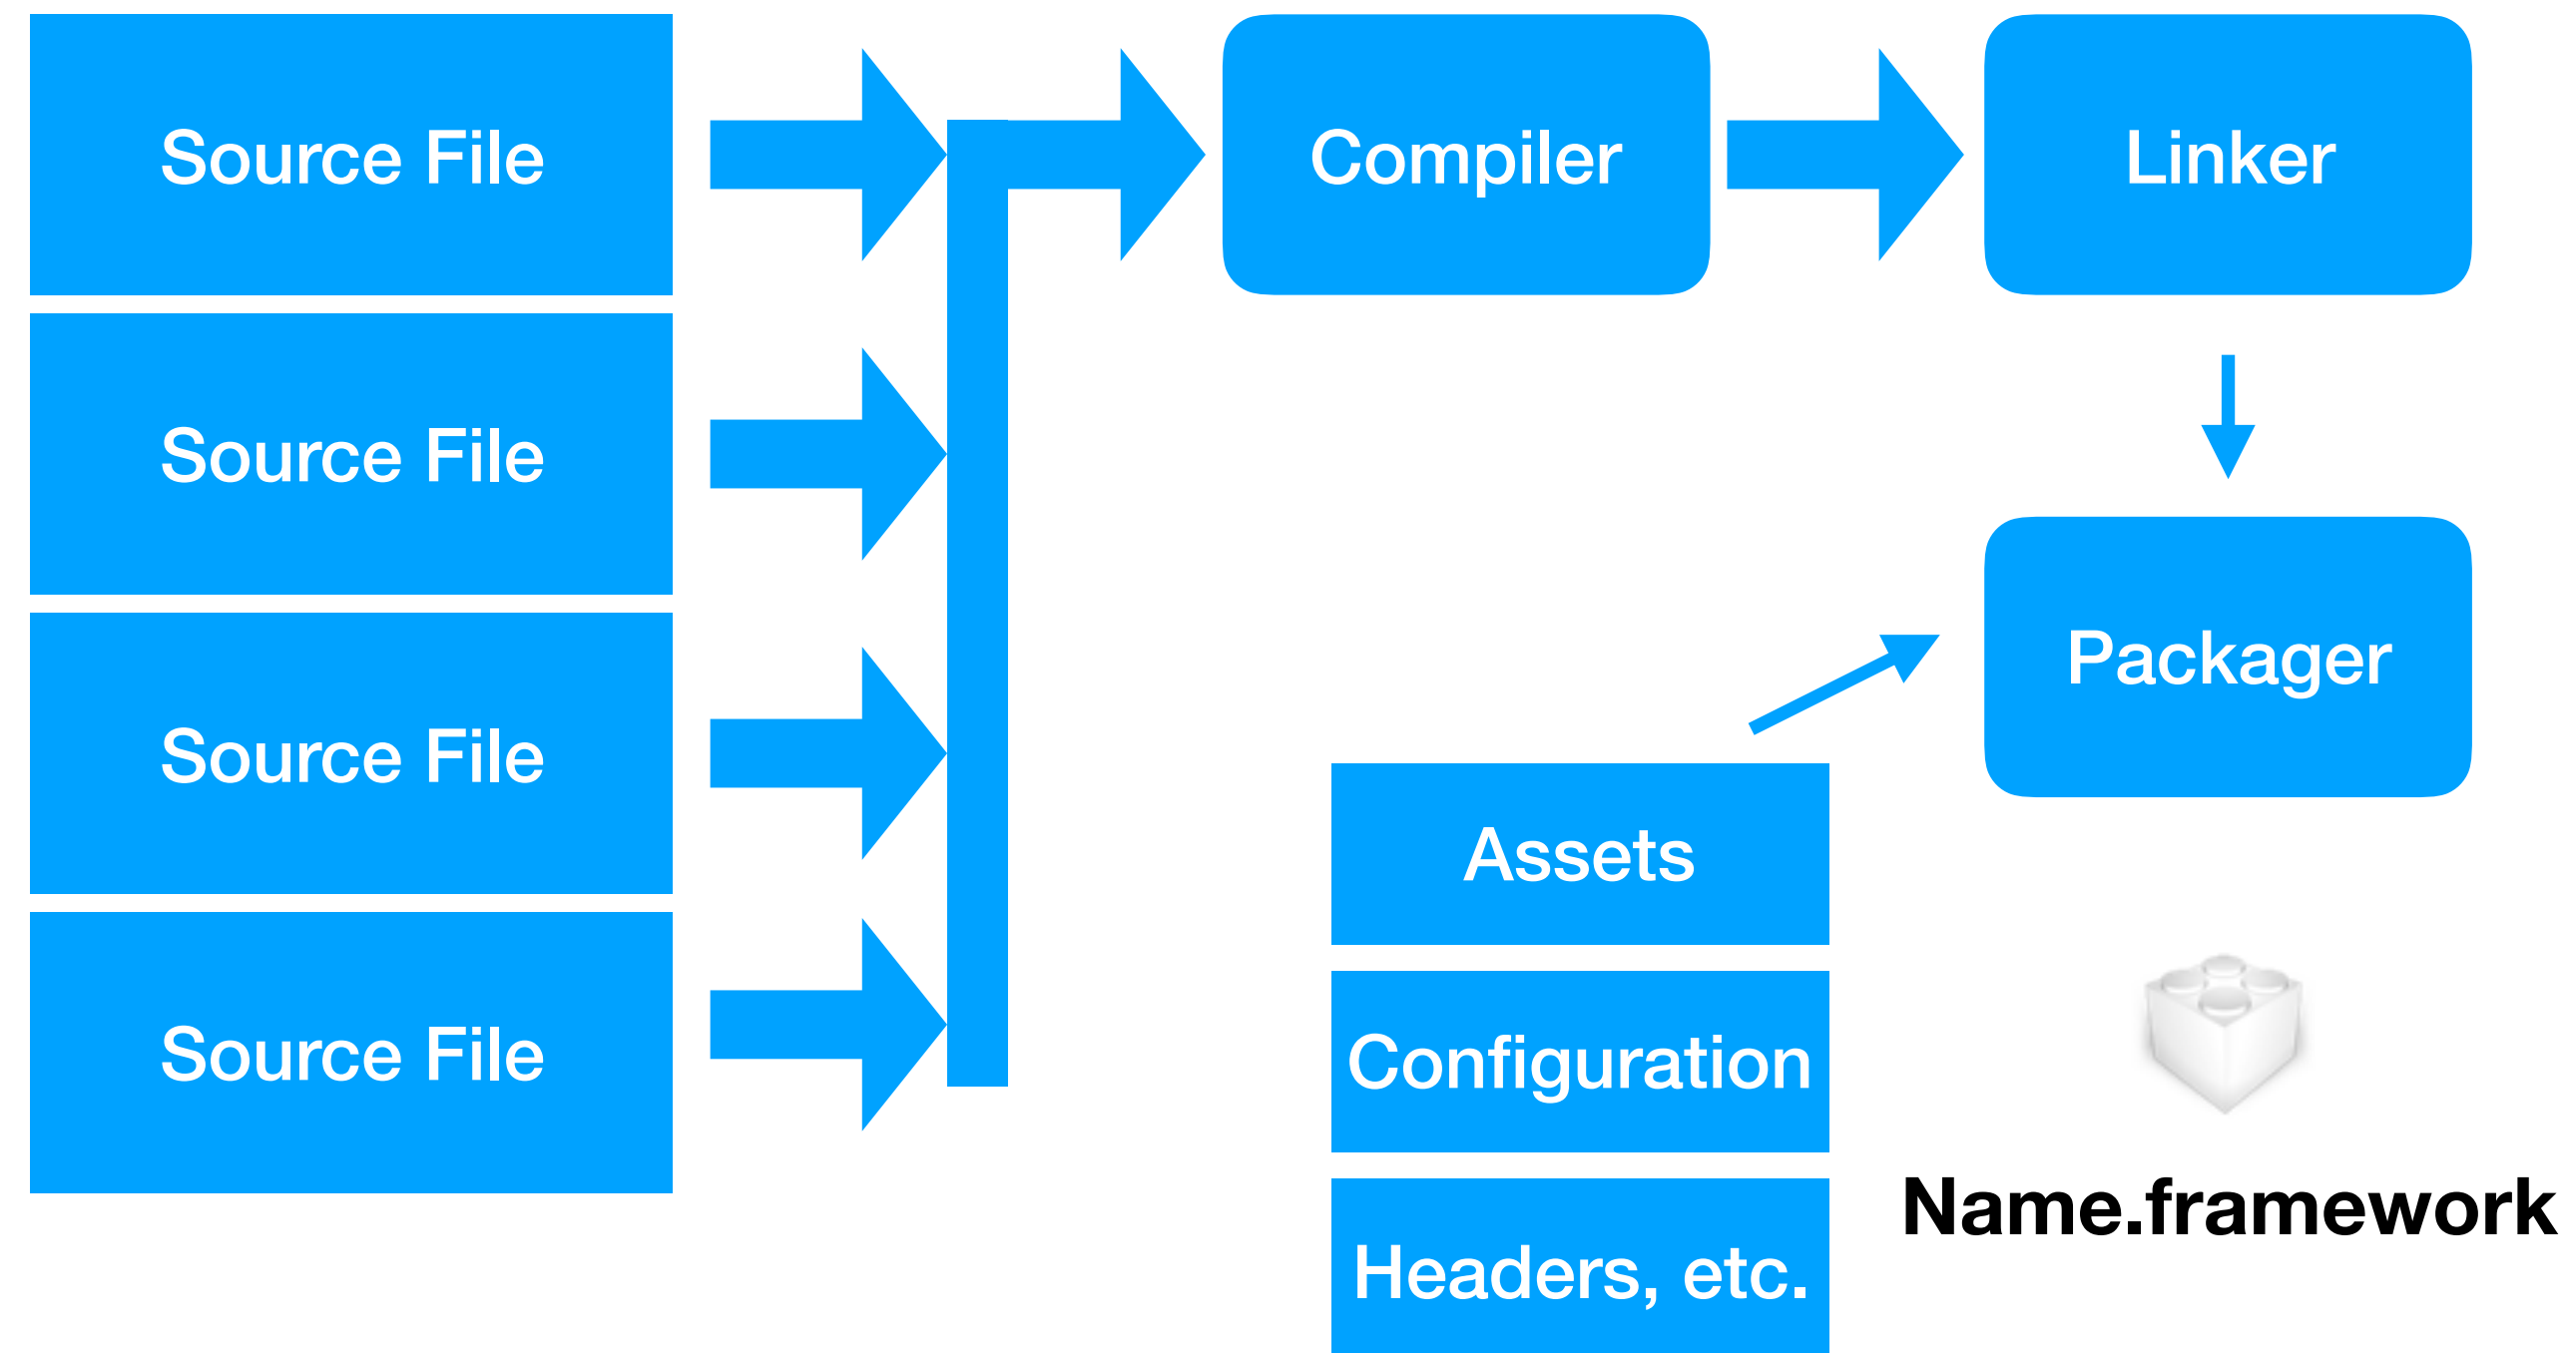 Source File
Compiler
Linker
Source File
Source File
Packager
Assets
Source File
Configuration
Name.framework
Headers, etc.